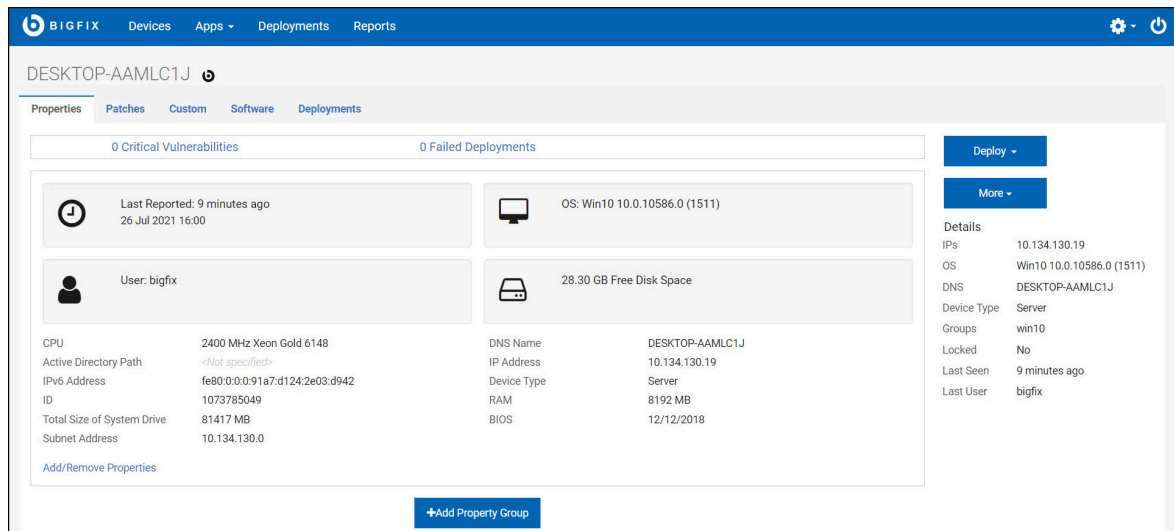 BIGFIX Devices Apps Deployments Reports
DESKTOP-AAMLC1J
Properties Patches Custom Software Deployments
0 Critical Vulnerabilities 0 Failed Deployments
Last Reported: 9 minutes ago
26 Jul 2021 16:00
OS: Win10 10.0.10586.0 (1511)
User: bigfix
28.30 GB Free Disk Space
CPU 2400 MHz Xeon Gold 6148
Active Directory Path <Not specified>
IPv6 Address fe80:0:0:0:91a7:d124:2e03:d942
ID 1073785049
Total Size of System Drive 81417 MB
Subnet Address 10.134.130.0
DNS Name DESKTOP-AAMLC1J
IP Address 10.134.130.19
Device Type Server
RAM 8192 MB
BIOS 12/12/2018
Add/Remove Properties
+Add Property Group
Deploy
More
Details
IPs 10.134.130.19
OS Win10 10.0.10586.0 (1511)
DNS DESKTOP-AAMLC1J
Device Type Server
Groups win10
Locked No
Last Seen 9 minutes ago
Last User bigfix